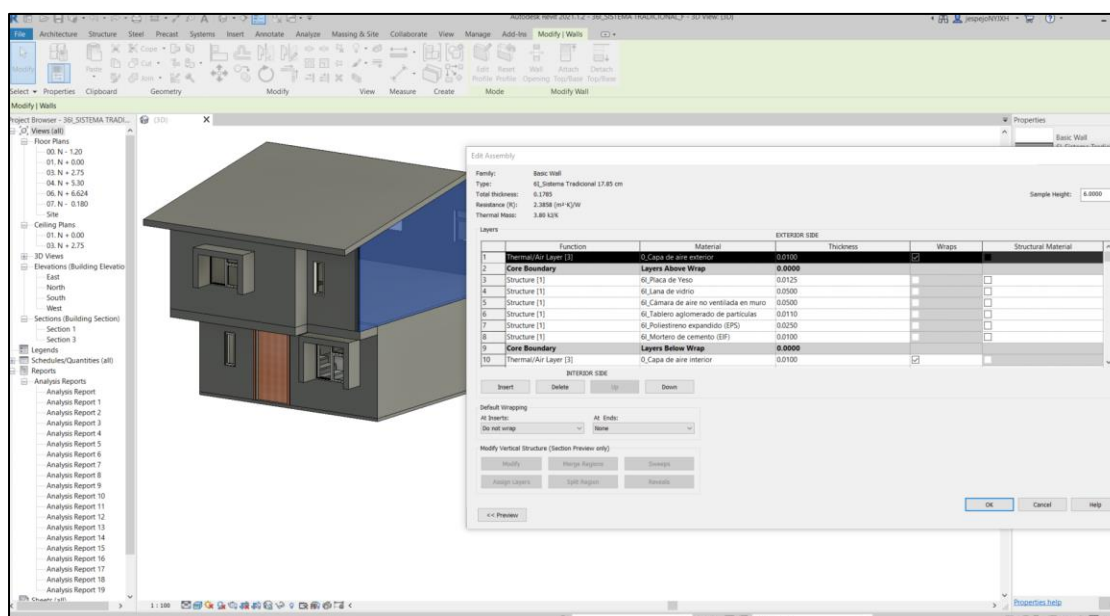 Autodesk Revit 2021.1.2 - 36I_SISTEMA TRADICIONAL_F - 3D View: {3D}
jespejoNYJXH
File Architecture Structure Steel Precast Systems Insert Annotate Analyze Massing & Site Collaborate View Manage Add-Ins Modify | Walls
Modify
Paste
Cope
Cut
Join
Edit Profile
Reset Profile
Wall Opening
Attach Top/Base
Detach Top/Base
Select Properties Clipboard Geometry Modify View Measure Create Mode Modify Wall
Modify | Walls
Project Browser - 36I_SISTEMA TRADI...
{3D}
Properties
Views (all)
Floor Plans
00. N - 1.20
01. N + 0.00
03. N + 2.75
04. N + 5.30
06. N + 6.624
07. N - 0.180
Site
Ceiling Plans
01. N + 0.00
03. N + 2.75
3D Views
Elevations (Building Elevatio
East
North
South
West
Sections (Building Section)
Section 1
Section 3
Legends
Schedules/Quantities (all)
Reports
Analysis Reports
Analysis Report
Analysis Report 1
Analysis Report 2
Analysis Report 3
Analysis Report 4
Analysis Report 5
Analysis Report 6
Analysis Report 7
Analysis Report 8
Analysis Report 9
Analysis Report 10
Analysis Report 11
Analysis Report 12
Analysis Report 13
Analysis Report 14
Analysis Report 15
Analysis Report 16
Analysis Report 17
Analysis Report 18
Analysis Report 19
Sheets (all)
Basic Wall
Edit Assembly
Family: Basic Wall
Type: 6I_Sistema Tradicional 17.85 cm
Total thickness: 0.1785
Resistance (R): 2.3858 (m²·K)/W
Thermal Mass: 3.80 kJ/K
Sample Height: 6.0000
Layers
EXTERIOR SIDE
Function Material Thickness Wraps Structural Material
1 Thermal/Air Layer [3] 0_Capa de aire exterior 0.0100
2 Core Boundary Layers Above Wrap 0.0000
3 Structure [1] 6I_Placa de Yeso 0.0125
4 Structure [1] 6I_Lana de vidrio 0.0500
5 Structure [1] 6I_Cámara de aire no ventilada en muro 0.0500
6 Structure [1] 6I_Tablero aglomerado de partículas 0.0110
7 Structure [1] 6I_Poliestireno expandido (EPS) 0.0250
8 Structure [1] 6I_Mortero de cemento (EIF) 0.0100
9 Core Boundary Layers Below Wrap 0.0000
10 Thermal/Air Layer [3] 0_Capa de aire interior 0.0100
INTERIOR SIDE
Insert Delete Up Down
Default Wrapping
At Inserts: At Ends:
Do not wrap None
Modify Vertical Structure (Section Preview only)
Modify Merge Regions Sweeps
Assign Layers Split Region Reveals
<< Preview
OK Cancel Help
1 : 100
Properties help